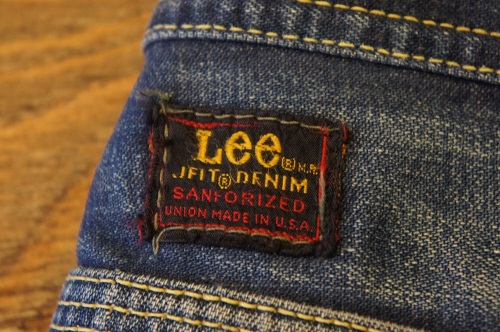 Lee ® M.R.
JFIT ® DENIM
SANFORIZED
UNION MADE IN U.S.A.